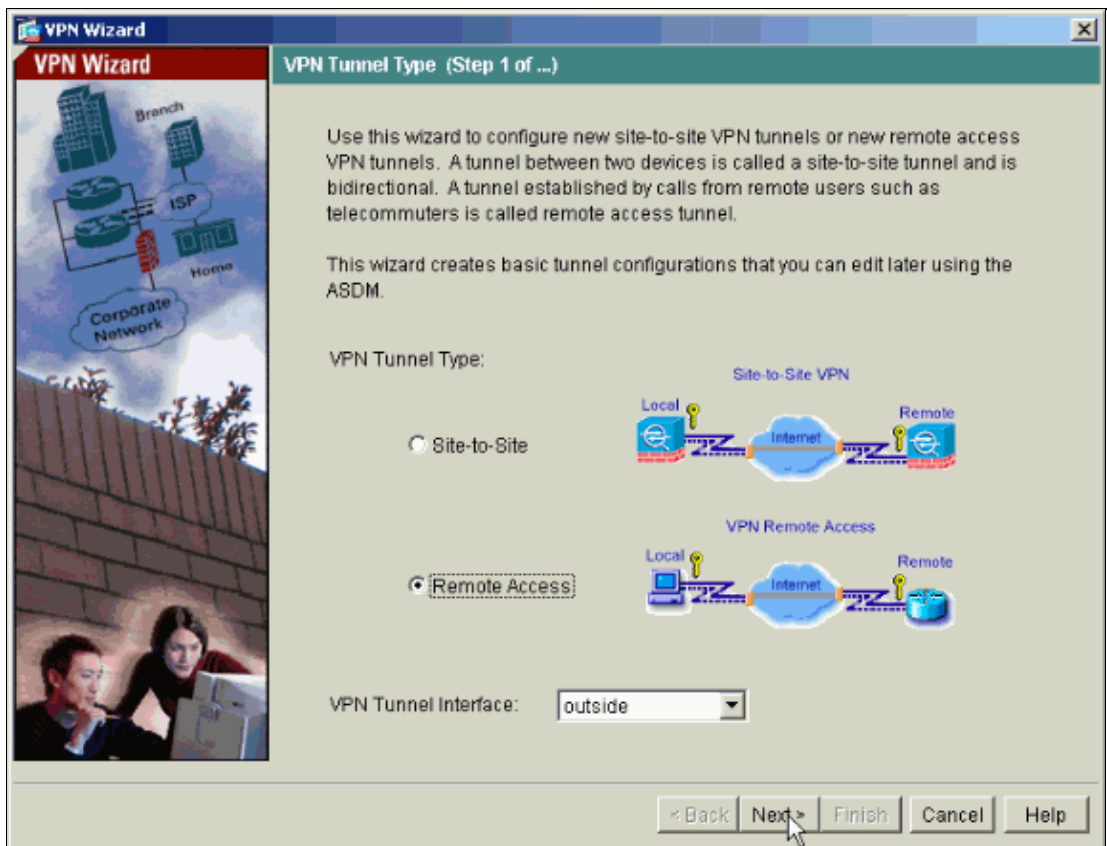 VPN Wizard
VPN Wizard
VPN Tunnel Type (Step 1 of ...)
Branch
ISP
Home
Corporate
Network
Use this wizard to configure new site-to-site VPN tunnels or new remote access
VPN tunnels. A tunnel between two devices is called a site-to-site tunnel and is
bidirectional. A tunnel established by calls from remote users such as
telecommuters is called remote access tunnel.
This wizard creates basic tunnel configurations that you can edit later using the
ASDM.
VPN Tunnel Type:
Site-to-Site VPN
Local
Remote
Internet
Site-to-Site
VPN Remote Access
Local
Remote
Internet
Remote Access
VPN Tunnel Interface: outside
< Back Next > Finish Cancel Help